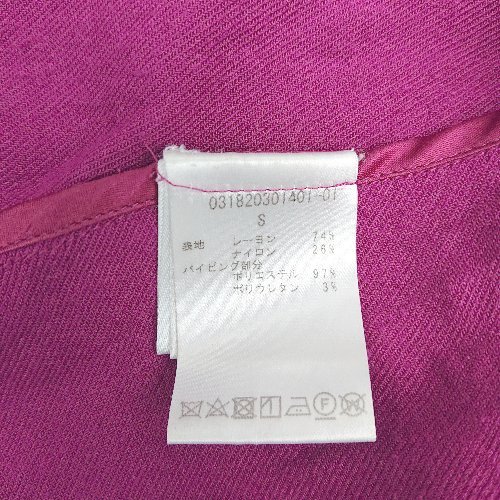 031820301401-01
S
表地 レーヨン 74%
ナイロン 26%
パイピング部分
ポリエステル 97%
ポリウレタン 3%